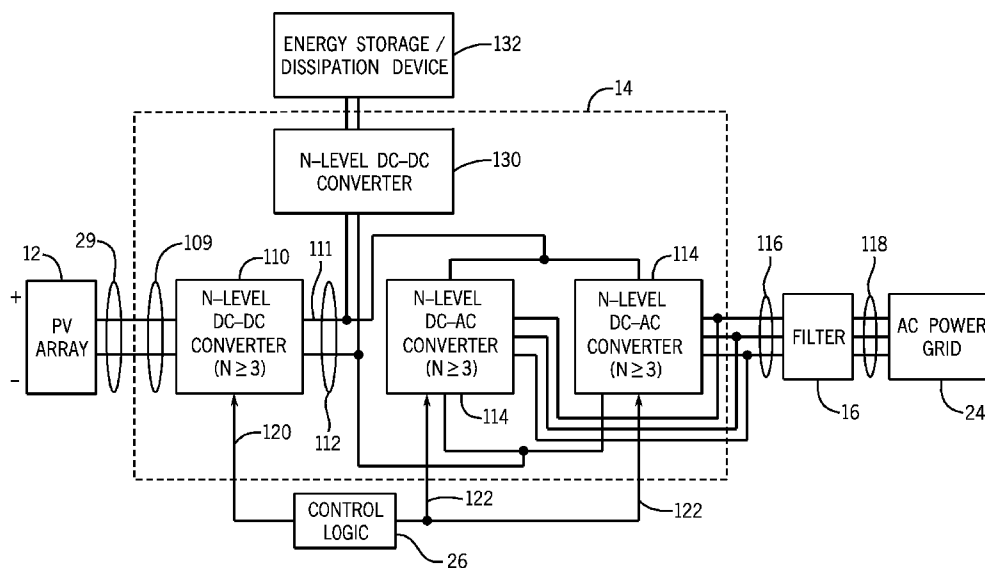 ENERGY STORAGE /
DISSIPATION DEVICE
132
14
N-LEVEL DC-DC
CONVERTER
130
12
29
109
110
111
114
116
118
+
PV
ARRAY
−
N-LEVEL
DC-DC
CONVERTER
(N ≥ 3)
N-LEVEL
DC-AC
CONVERTER
(N ≥ 3)
N-LEVEL
DC-AC
CONVERTER
(N ≥ 3)
FILTER
AC POWER
GRID
112
114
16
24
120
122
122
CONTROL
LOGIC
26